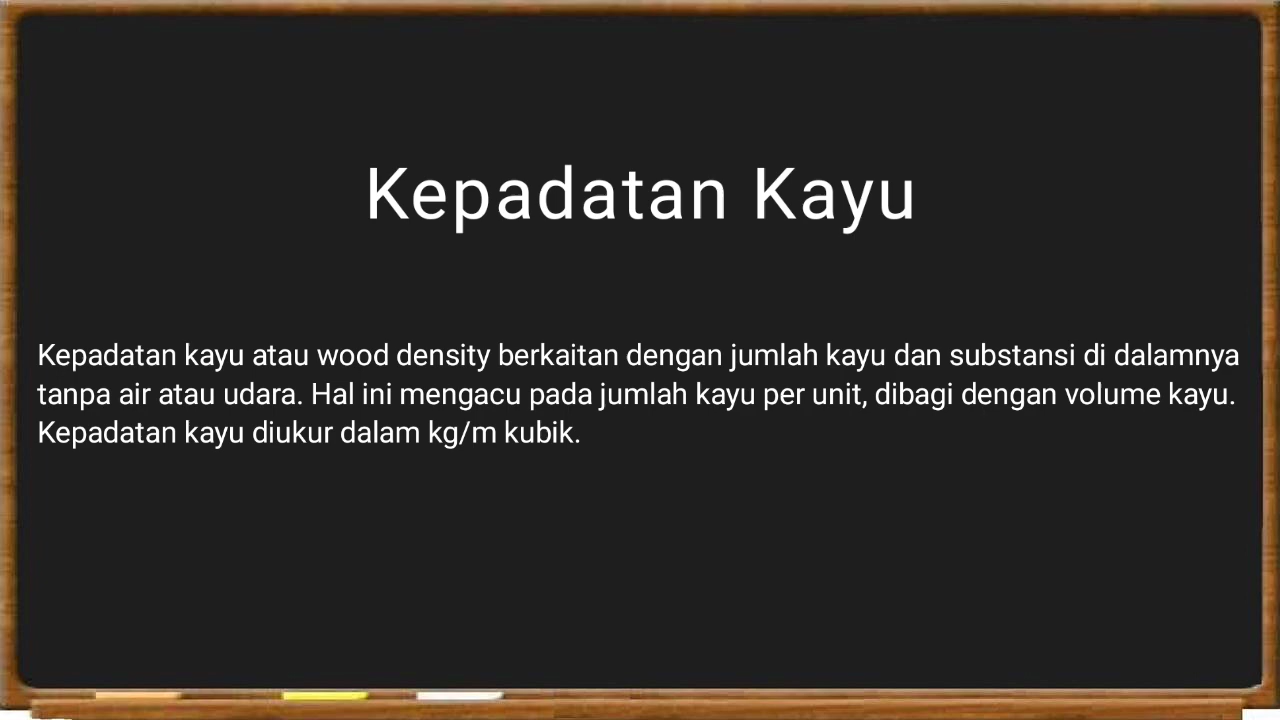 Kepadatan Kayu
Kepadatan kayu atau wood density berkaitan dengan jumlah kayu dan substansi di dalamnya
tanpa air atau udara. Hal ini mengacu pada jumlah kayu per unit, dibagi dengan volume kayu.
Kepadatan kayu diukur dalam kg/m kubik.